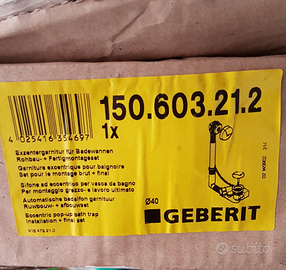 150.603.21.2
1x
4 025416 354697
Exzentergarnitur für Badewannen
Rohbau- + Fertigmontageset
Garniture excentrique pour baignoire
Set pour le montage brut + final
Sifone ad eccentrico per vasca da bagno
Per montaggio grezzo- e lavori ultimato
Automatische badafvoer garnituur
Ruwbouw- + afbouwset
Eccentric pop-up bath trap
Installation + final set
Ø40
GEBERIT
subito